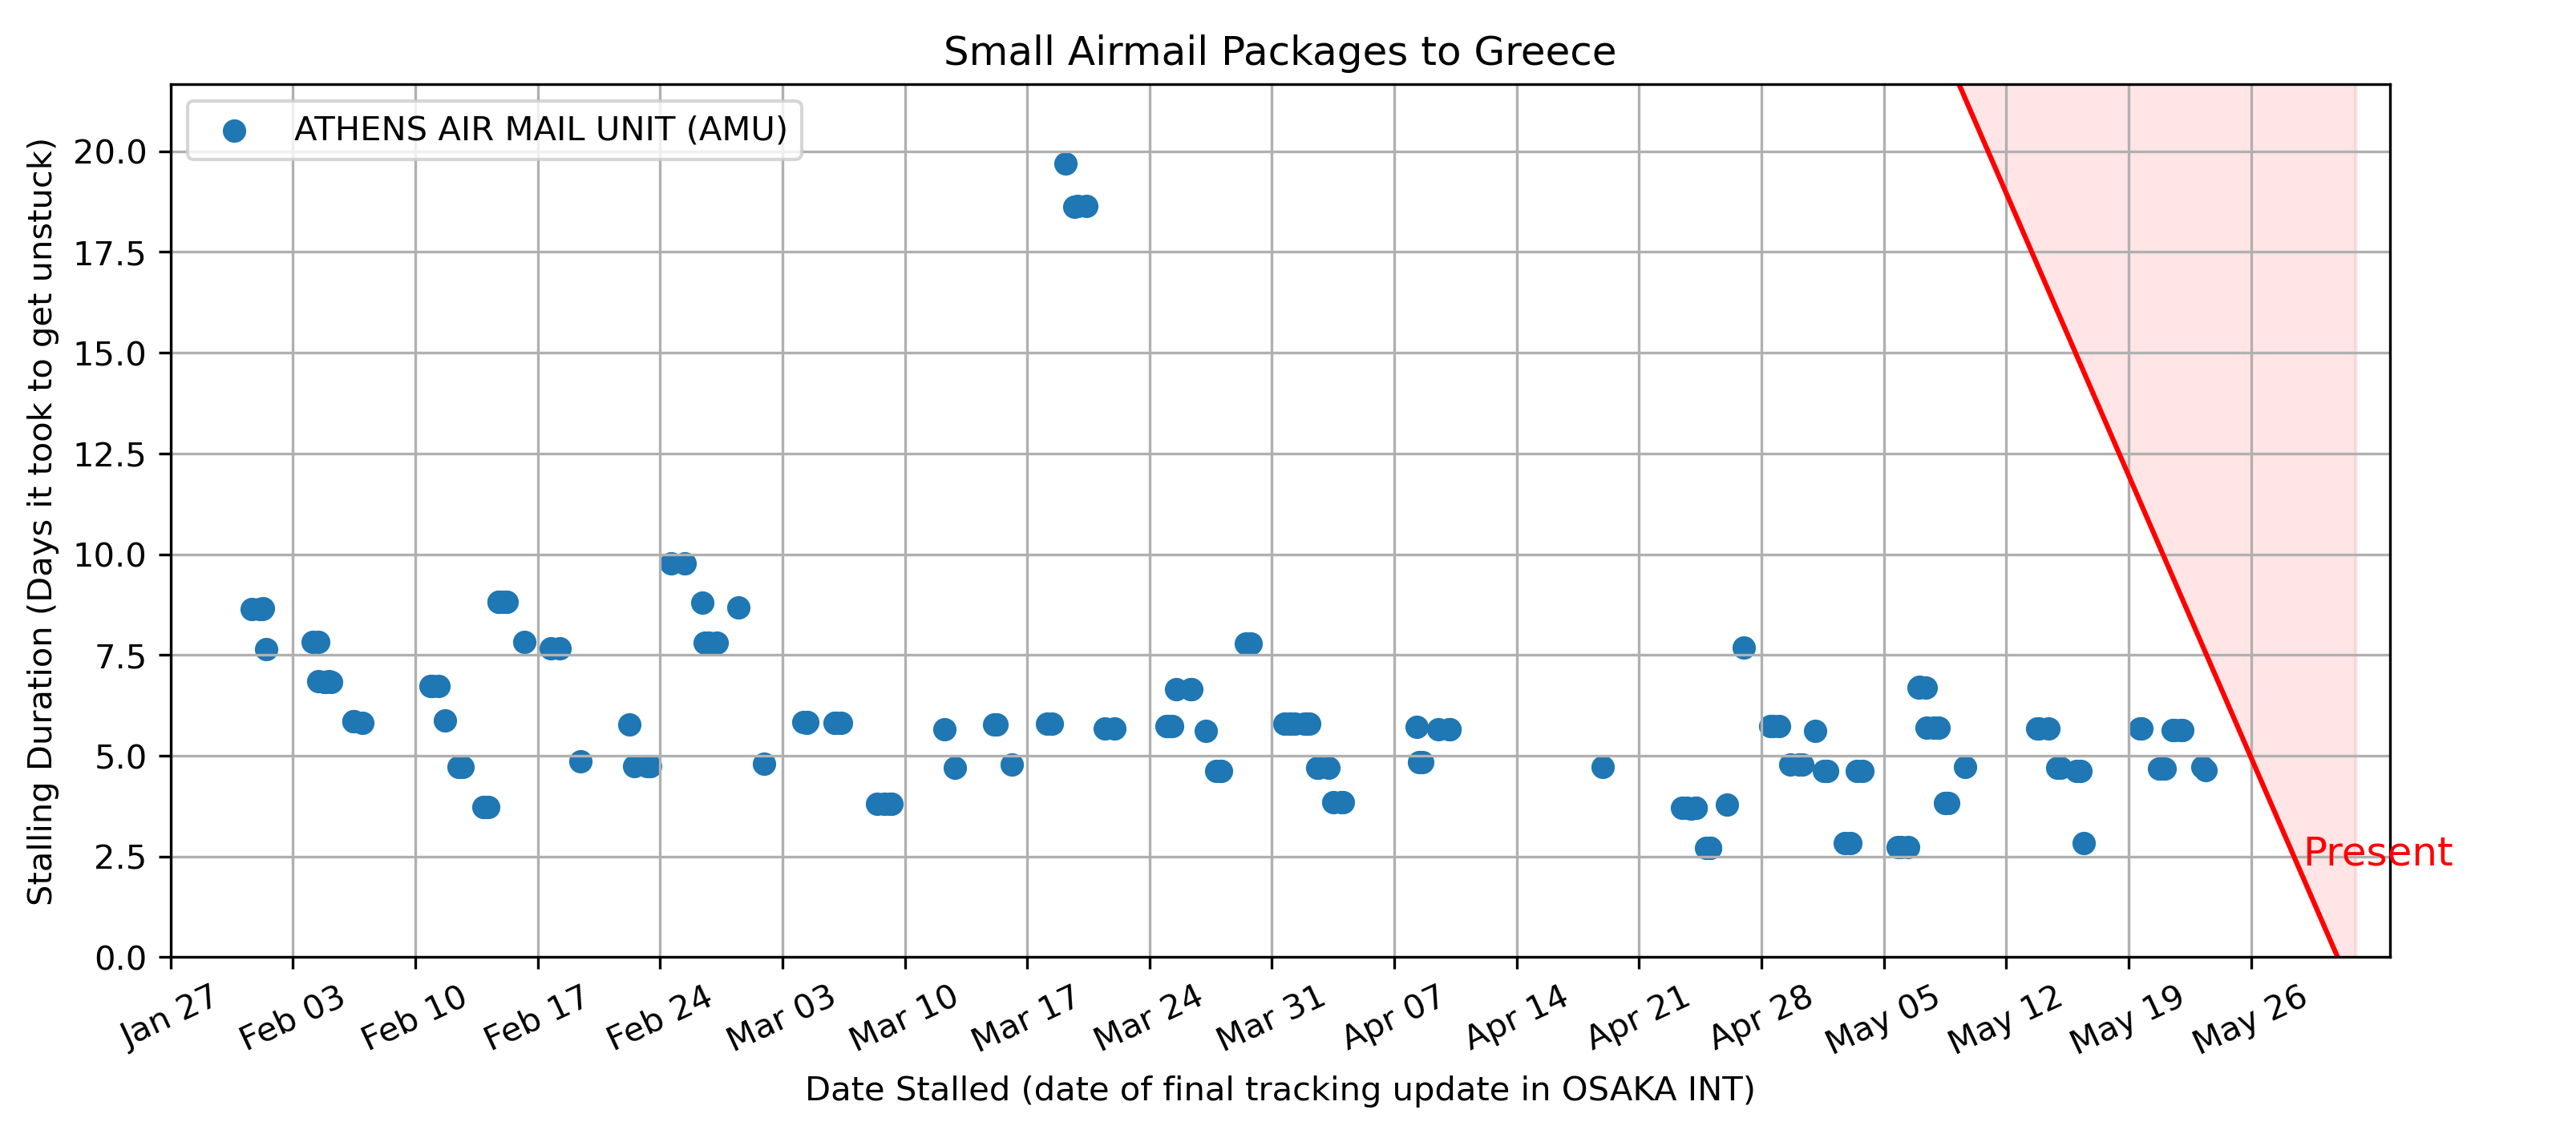 Small Airmail Packages to Greece
ATHENS AIR MAIL UNIT (AMU)
Stalling Duration (Days it took to get unstuck)
20.0
17.5
15.0
12.5
10.0
7.5
5.0
2.5
0.0
Present
Jan 27
Feb 03
Feb 10
Feb 17
Feb 24
Mar 03
Mar 10
Mar 17
Mar 24
Mar 31
Apr 07
Apr 14
Apr 21
Apr 28
May 05
May 12
May 19
May 26
Date Stalled (date of final tracking update in OSAKA INT)